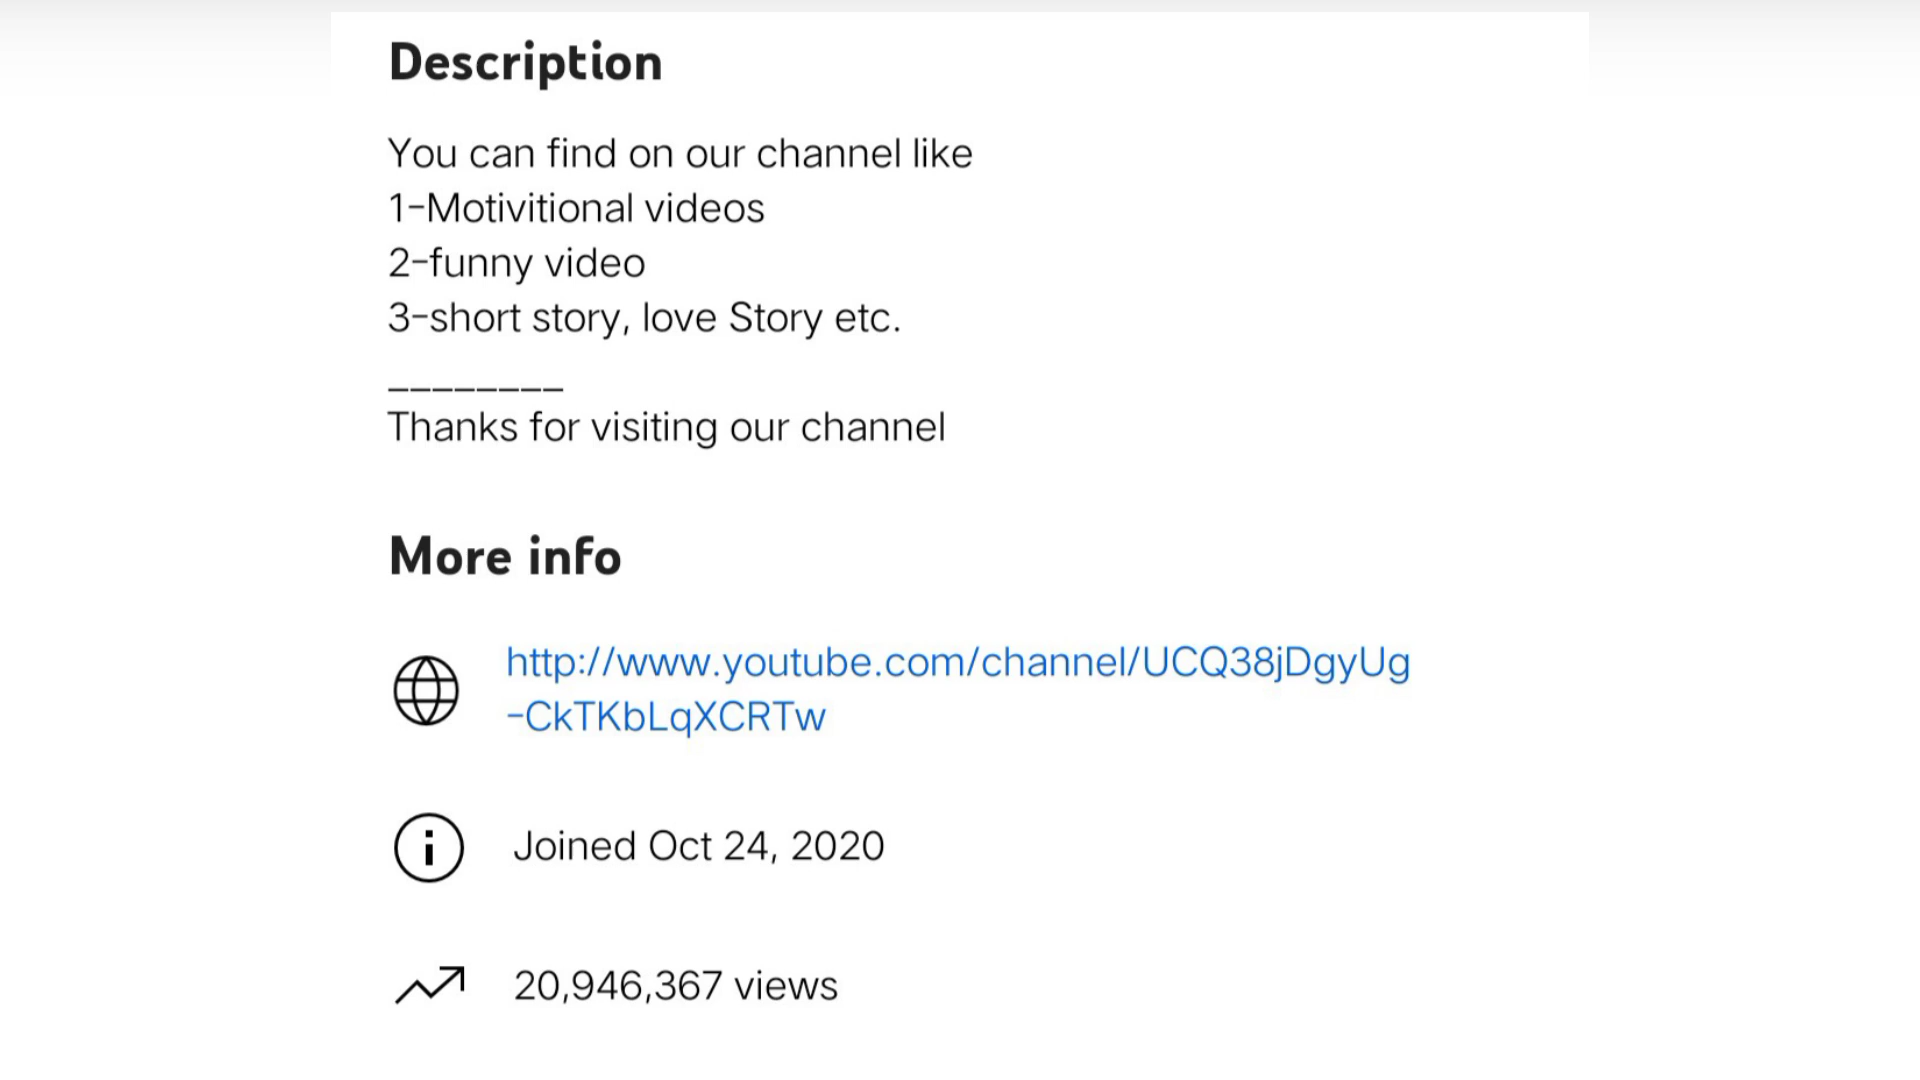 Description
You can find on our channel like
1-Motivitional videos
2-funny video
3-short story, love Story etc.
________
Thanks for visiting our channel
More info
http://www.youtube.com/channel/UCQ38jDgyUg
-CkTKbLqXCRTw
Joined Oct 24, 2020
20,946,367 views